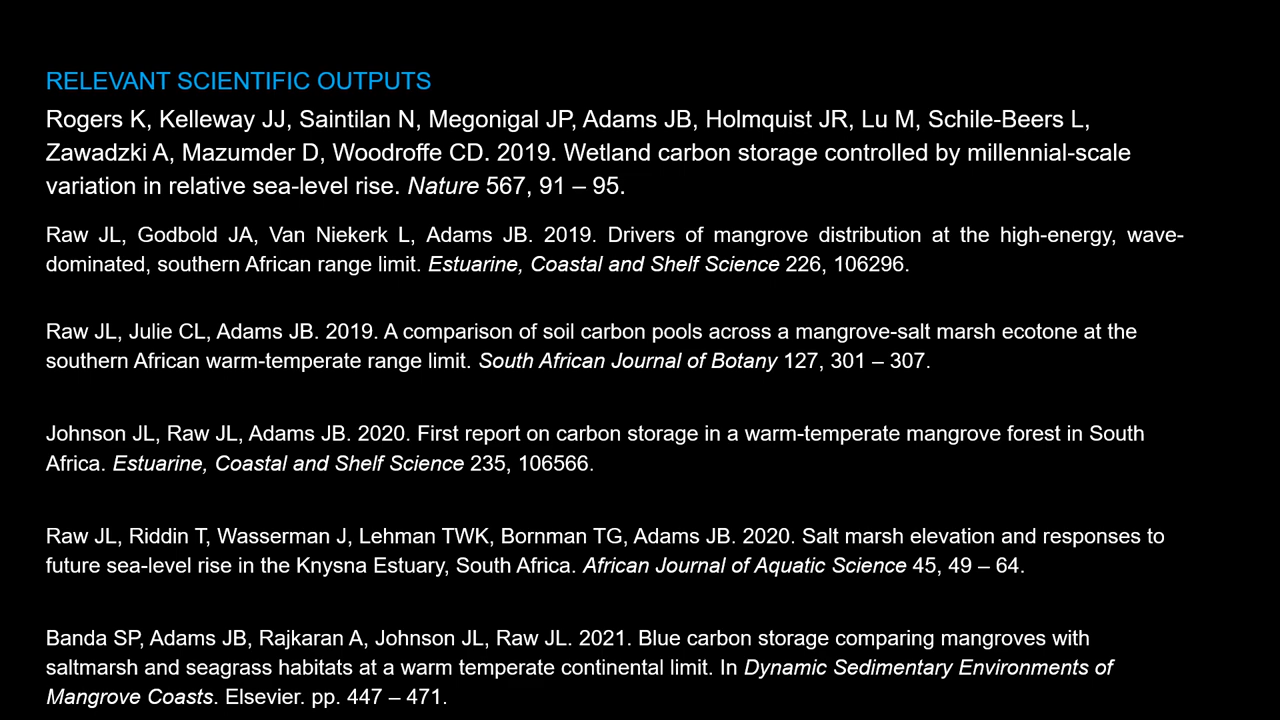 RELEVANT SCIENTIFIC OUTPUTS
Rogers K, Kelleway JJ, Saintilan N, Megonigal JP, Adams JB, Holmquist JR, Lu M, Schile-Beers L,
Zawadzki A, Mazumder D, Woodroffe CD. 2019. Wetland carbon storage controlled by millennial-scale
variation in relative sea-level rise. Nature 567, 91 – 95.
Raw JL, Godbold JA, Van Niekerk L, Adams JB. 2019. Drivers of mangrove distribution at the high-energy, wave-
dominated, southern African range limit. Estuarine, Coastal and Shelf Science 226, 106296.
Raw JL, Julie CL, Adams JB. 2019. A comparison of soil carbon pools across a mangrove-salt marsh ecotone at the
southern African warm-temperate range limit. South African Journal of Botany 127, 301 – 307.
Johnson JL, Raw JL, Adams JB. 2020. First report on carbon storage in a warm-temperate mangrove forest in South
Africa. Estuarine, Coastal and Shelf Science 235, 106566.
Raw JL, Riddin T, Wasserman J, Lehman TWK, Bornman TG, Adams JB. 2020. Salt marsh elevation and responses to
future sea-level rise in the Knysna Estuary, South Africa. African Journal of Aquatic Science 45, 49 – 64.
Banda SP, Adams JB, Rajkaran A, Johnson JL, Raw JL. 2021. Blue carbon storage comparing mangroves with
saltmarsh and seagrass habitats at a warm temperate continental limit. In Dynamic Sedimentary Environments of
Mangrove Coasts. Elsevier. pp. 447 – 471.